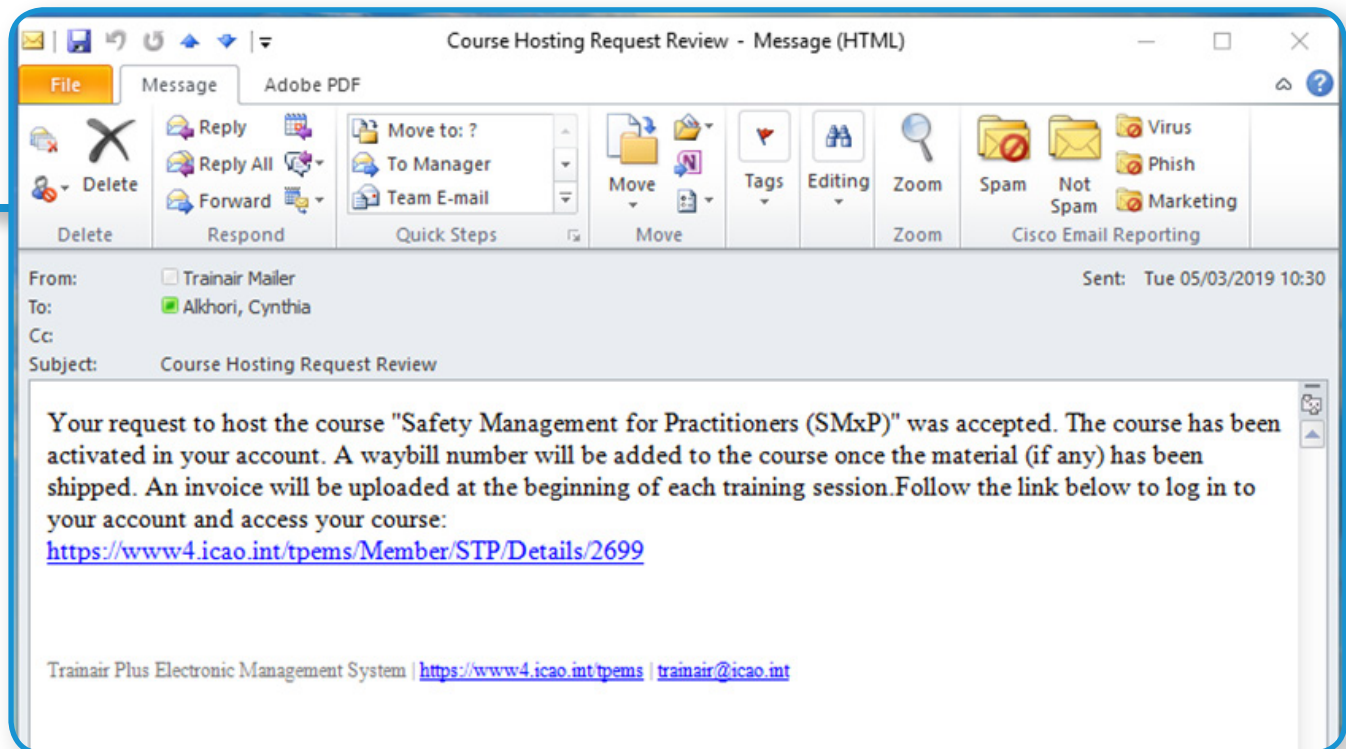 Course Hosting Request Review - Message (HTML)
File Message Adobe PDF
Delete
Reply
Reply All
Forward
Move to: ?
To Manager
Team E-mail
Move
Tags
Editing
Zoom
Spam
Not
Spam
Virus
Phish
Marketing
Delete Respond Quick Steps Move Zoom Cisco Email Reporting
From: Trainair Mailer Sent: Tue 05/03/2019 10:30
To: Alkhori, Cynthia
Cc:
Subject: Course Hosting Request Review
Your request to host the course "Safety Management for Practitioners (SMxP)" was accepted. The course has been
activated in your account. A waybill number will be added to the course once the material (if any) has been
shipped. An invoice will be uploaded at the beginning of each training session.Follow the link below to log in to
your account and access your course:
https://www4.icao.int/tpems/Member/STP/Details/2699
Trainair Plus Electronic Management System | https://www4.icao.int/tpems | trainair@icao.int